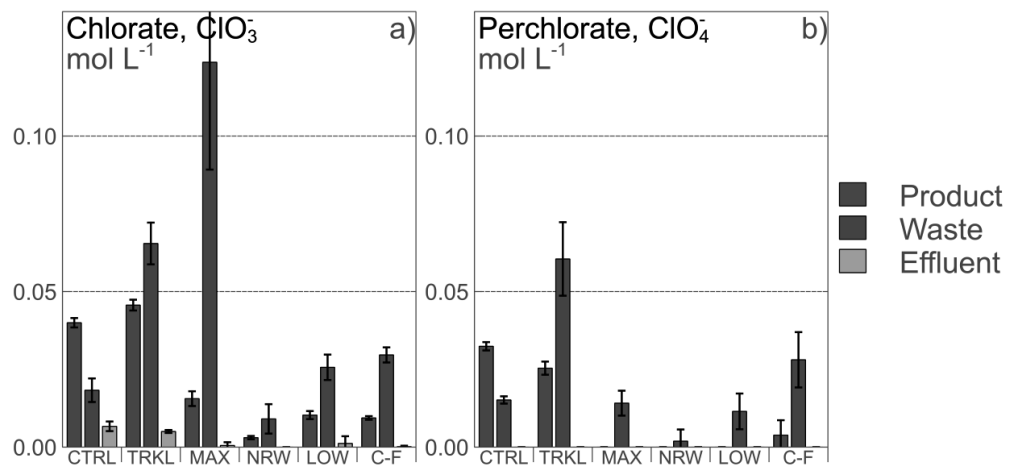 Chlorate, ClO₃⁻ a)
mol L⁻¹
0.10
0.05
0.00
CTRL TRKL MAX NRW LOW C-F
Perchlorate, ClO₄⁻ b)
mol L⁻¹
0.10
0.05
0.00
CTRL TRKL MAX NRW LOW C-F
Product
Waste
Effluent